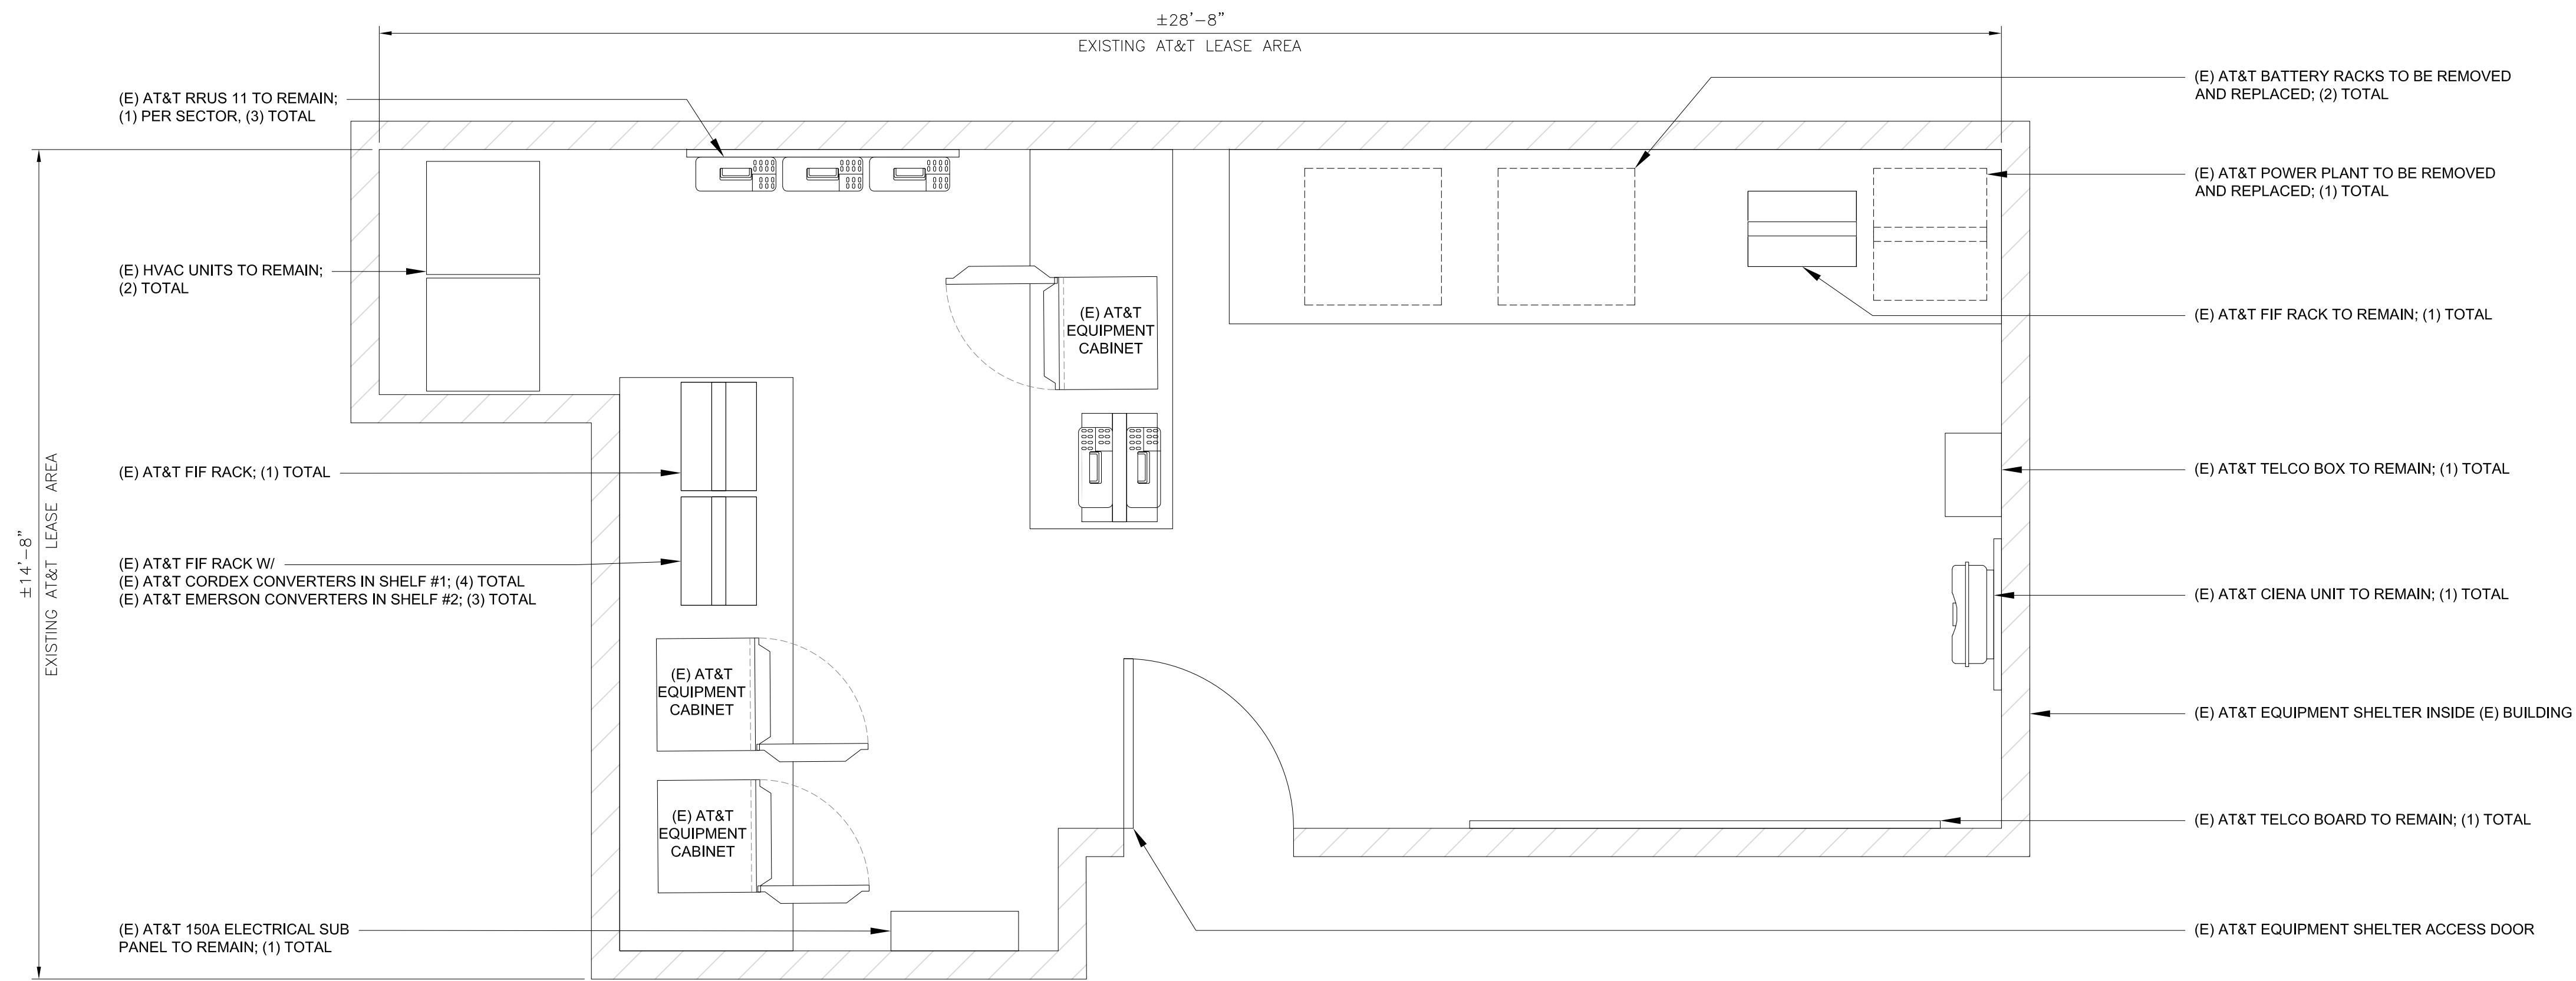 ±28'-8"
EXISTING AT&T LEASE AREA
(E) AT&T RRUS 11 TO REMAIN;
(1) PER SECTOR, (3) TOTAL
(E) HVAC UNITS TO REMAIN;
(2) TOTAL
±14'-8"
EXISTING AT&T LEASE AREA
(E) AT&T FIF RACK; (1) TOTAL
(E) AT&T FIF RACK W/
(E) AT&T CORDEX CONVERTERS IN SHELF #1; (4) TOTAL
(E) AT&T EMERSON CONVERTERS IN SHELF #2; (3) TOTAL
(E) AT&T 150A ELECTRICAL SUB
PANEL TO REMAIN; (1) TOTAL
(E) AT&T
EQUIPMENT
CABINET
(E) AT&T
EQUIPMENT
CABINET
(E) AT&T
EQUIPMENT
CABINET
(E) AT&T BATTERY RACKS TO BE REMOVED
AND REPLACED; (2) TOTAL
(E) AT&T POWER PLANT TO BE REMOVED
AND REPLACED; (1) TOTAL
(E) AT&T FIF RACK TO REMAIN; (1) TOTAL
(E) AT&T TELCO BOX TO REMAIN; (1) TOTAL
(E) AT&T CIENA UNIT TO REMAIN; (1) TOTAL
(E) AT&T EQUIPMENT SHELTER INSIDE (E) BUILDING
(E) AT&T TELCO BOARD TO REMAIN; (1) TOTAL
(E) AT&T EQUIPMENT SHELTER ACCESS DOOR